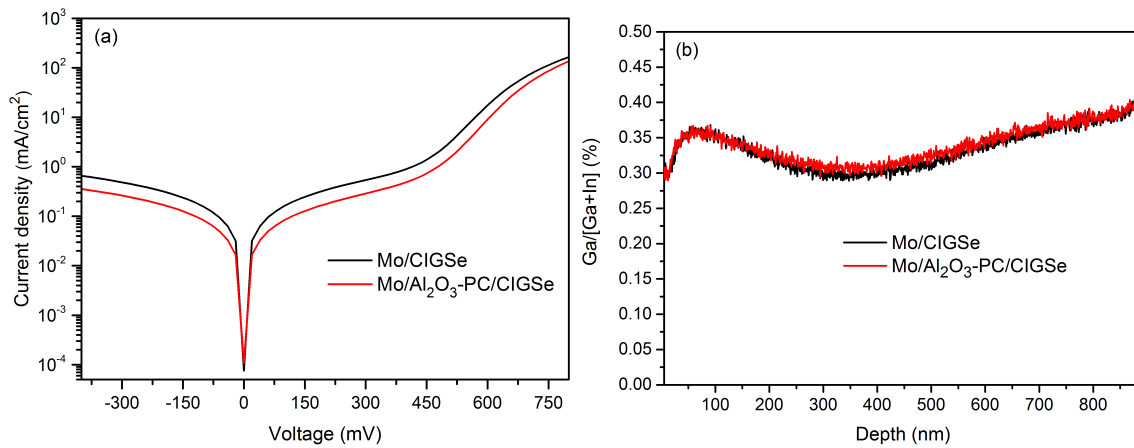 (a)
10³
10²
10¹
10⁰
10⁻¹
10⁻²
10⁻³
10⁻⁴
Current density (mA/cm²)
Mo/CIGSe
Mo/Al₂O₃-PC/CIGSe
-300 -150 0 150 300 450 600 750
Voltage (mV)
(b)
0.50
0.45
0.40
0.35
0.30
0.25
0.20
0.15
0.10
0.05
0.00
Ga/[Ga+In] (%)
Mo/CIGSe
Mo/Al₂O₃-PC/CIGSe
100 200 300 400 500 600 700 800
Depth (nm)